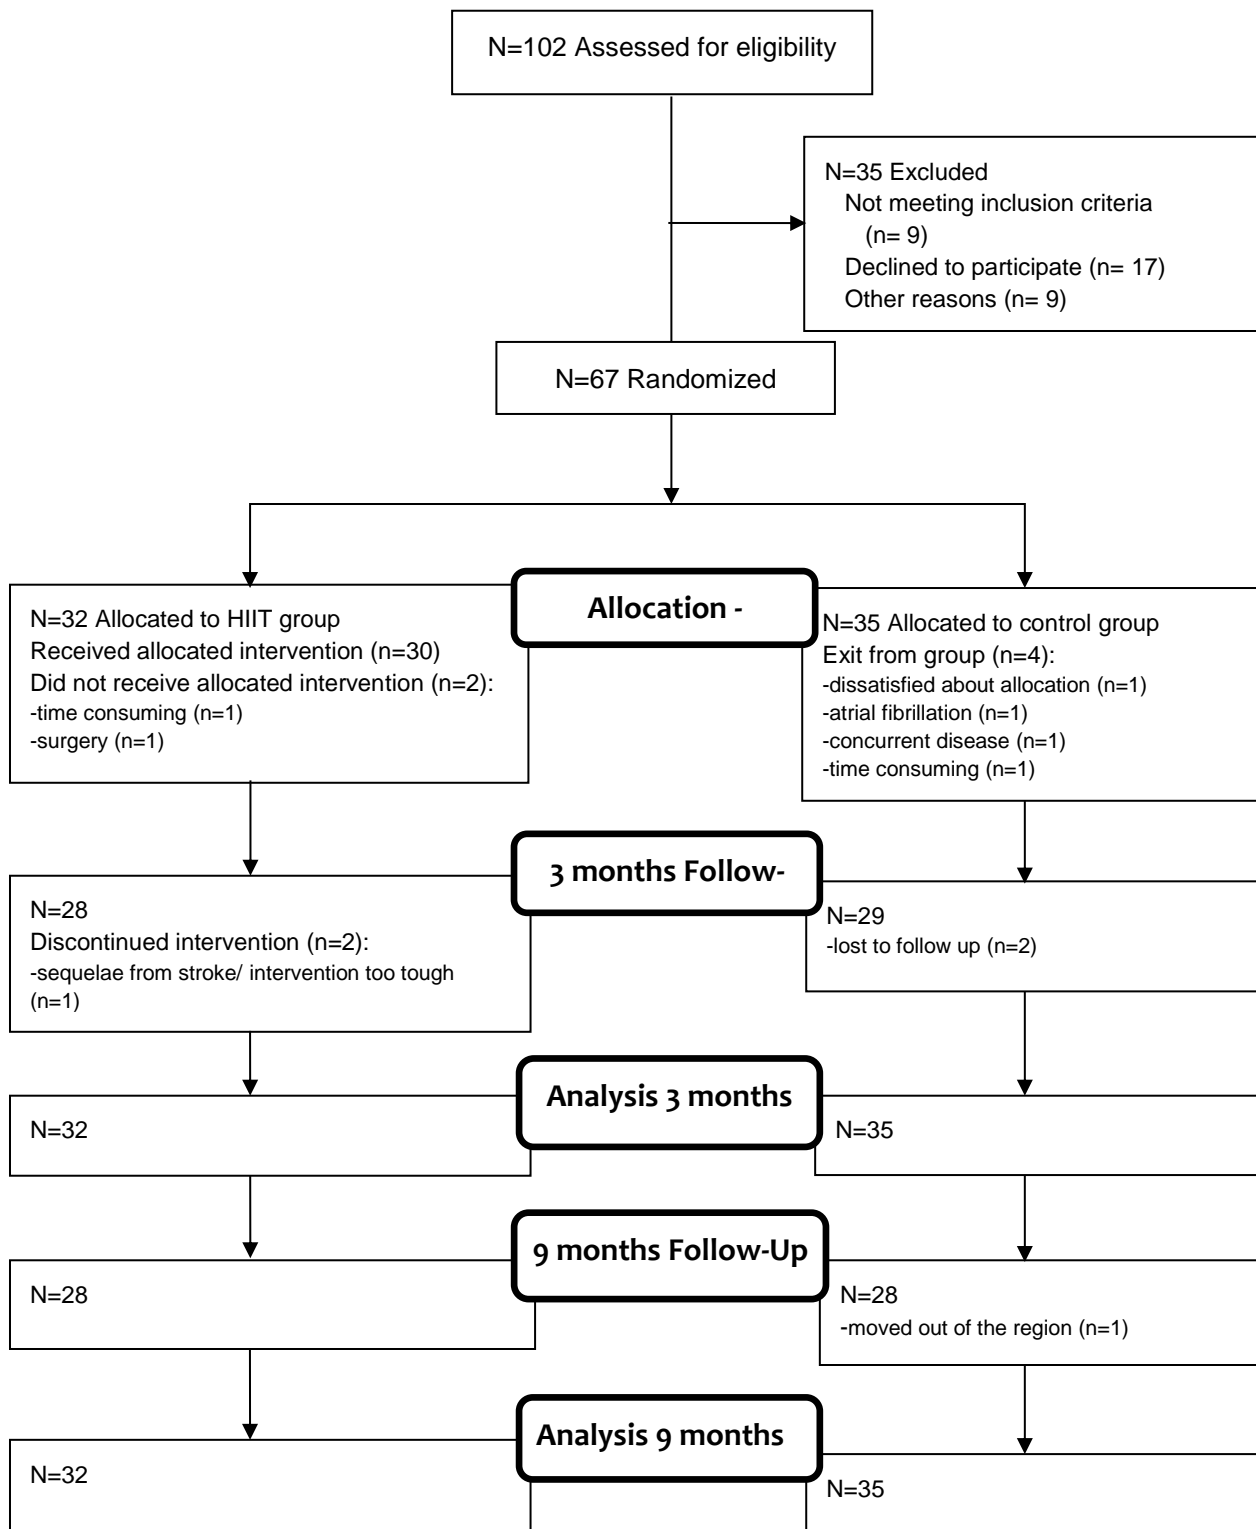 N=102 Assessed for eligibility
N=35 Excluded
Not meeting inclusion criteria
(n= 9)
Declined to participate (n= 17)
Other reasons (n= 9)
N=67 Randomized
Allocation -
N=32 Allocated to HIIT group
Received allocated intervention (n=30)
Did not receive allocated intervention (n=2):
-time consuming (n=1)
-surgery (n=1)
N=35 Allocated to control group
Exit from group (n=4):
-dissatisfied about allocation (n=1)
-atrial fibrillation (n=1)
-concurrent disease (n=1)
-time consuming (n=1)
3 months Follow-
N=28
Discontinued intervention (n=2):
-sequelae from stroke/ intervention too tough
(n=1)
N=29
-lost to follow up (n=2)
Analysis 3 months
N=32
N=35
9 months Follow-Up
N=28
N=28
-moved out of the region (n=1)
Analysis 9 months
N=32
N=35